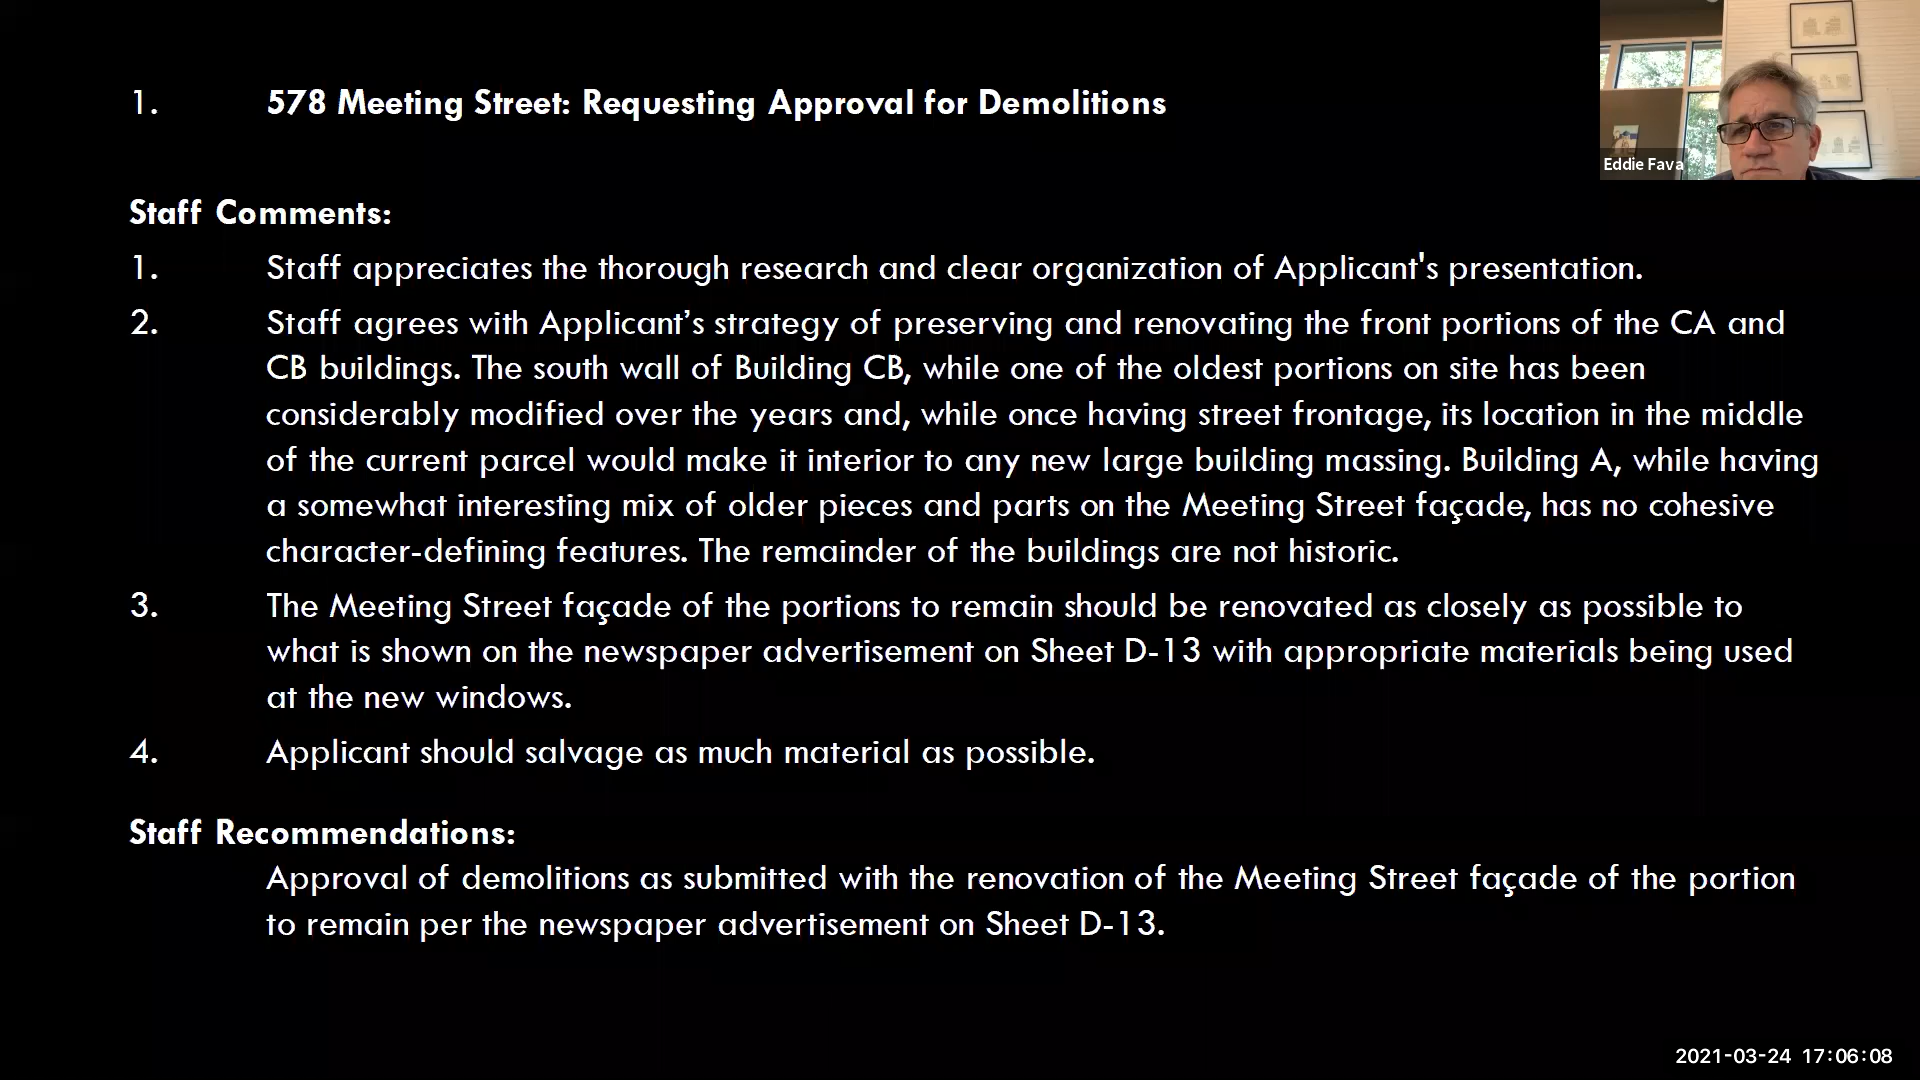 1. 578 Meeting Street: Requesting Approval for Demolitions
Eddie Fava
Staff Comments:
1. Staff appreciates the thorough research and clear organization of Applicant's presentation.
2. Staff agrees with Applicant’s strategy of preserving and renovating the front portions of the CA and
CB buildings. The south wall of Building CB, while one of the oldest portions on site has been
considerably modified over the years and, while once having street frontage, its location in the middle
of the current parcel would make it interior to any new large building massing. Building A, while having
a somewhat interesting mix of older pieces and parts on the Meeting Street façade, has no cohesive
character-defining features. The remainder of the buildings are not historic.
3. The Meeting Street façade of the portions to remain should be renovated as closely as possible to
what is shown on the newspaper advertisement on Sheet D-13 with appropriate materials being used
at the new windows.
4. Applicant should salvage as much material as possible.
Staff Recommendations:
Approval of demolitions as submitted with the renovation of the Meeting Street façade of the portion
to remain per the newspaper advertisement on Sheet D-13.
2021-03-24 17:06:08